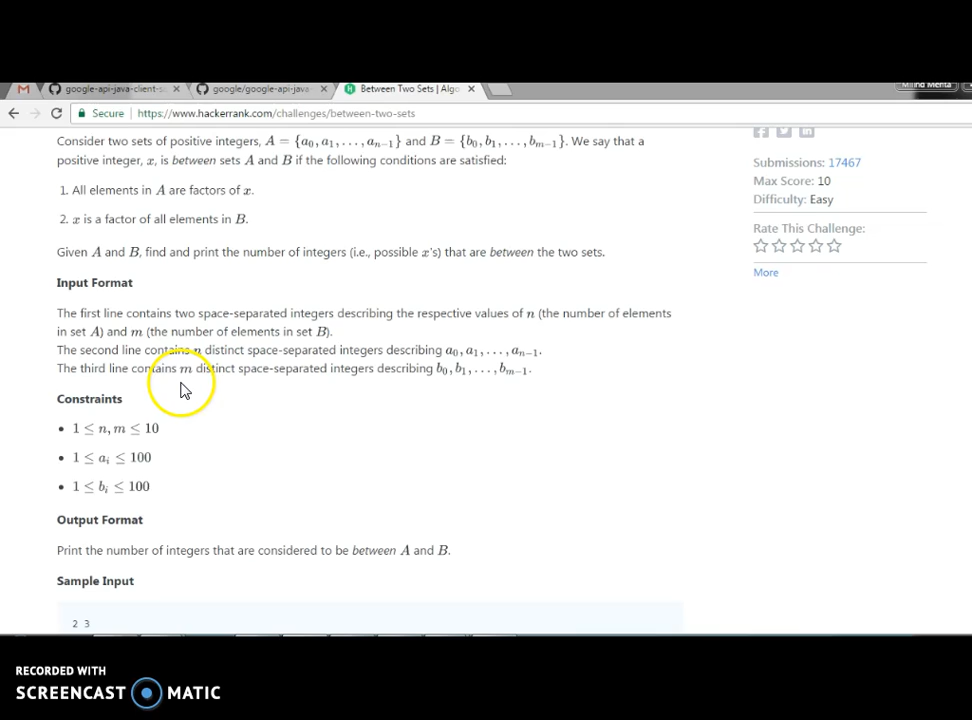 google-api-java-client-s
google/google-api-java-
Between Two Sets | Algo
Milind Mehta
Secure
https://www.hackerrank.com/challenges/between-two-sets
Consider two sets of positive integers, A = {a₀, a₁, . . . , aₙ₋₁} and B = {b₀, b₁, . . . , bₘ₋₁}. We say that a
positive integer, x, is between sets A and B if the following conditions are satisfied:
1. All elements in A are factors of x.
2. x is a factor of all elements in B.
Given A and B, find and print the number of integers (i.e., possible x's) that are between the two sets.
Input Format
The first line contains two space-separated integers describing the respective values of n (the number of elements
in set A) and m (the number of elements in set B).
The second line contains n distinct space-separated integers describing a₀, a₁, . . . , aₙ₋₁.
The third line contains m distinct space-separated integers describing b₀, b₁, . . . , bₘ₋₁.
Constraints
• 1 ≤ n, m ≤ 10
• 1 ≤ aᵢ ≤ 100
• 1 ≤ bᵢ ≤ 100
Output Format
Print the number of integers that are considered to be between A and B.
Sample Input
2 3
Submissions: 17467
Max Score: 10
Difficulty: Easy
Rate This Challenge:
More
RECORDED WITH
SCREENCAST MATIC